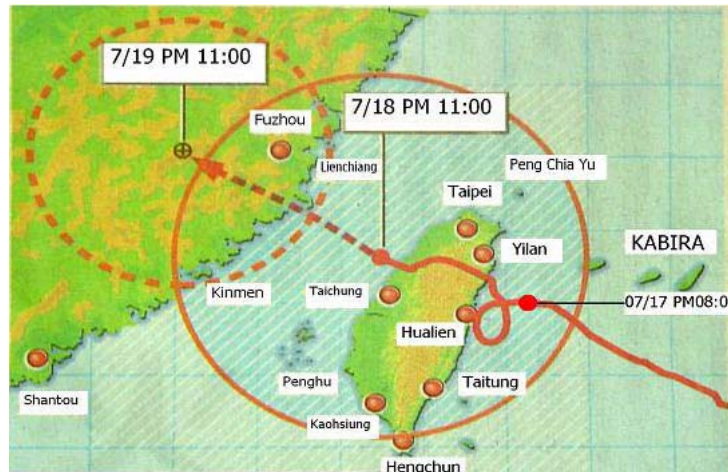 7/19 PM 11:00
7/18 PM 11:00
Fuzhou
Lienchiang
Peng Chia Yu
Taipei
KABIRA
Yilan
Kinmen
Taichung
07/17 PM08:0
Hualien
Penghu
Taitung
Shantou
Kaohsiung
Hengchun